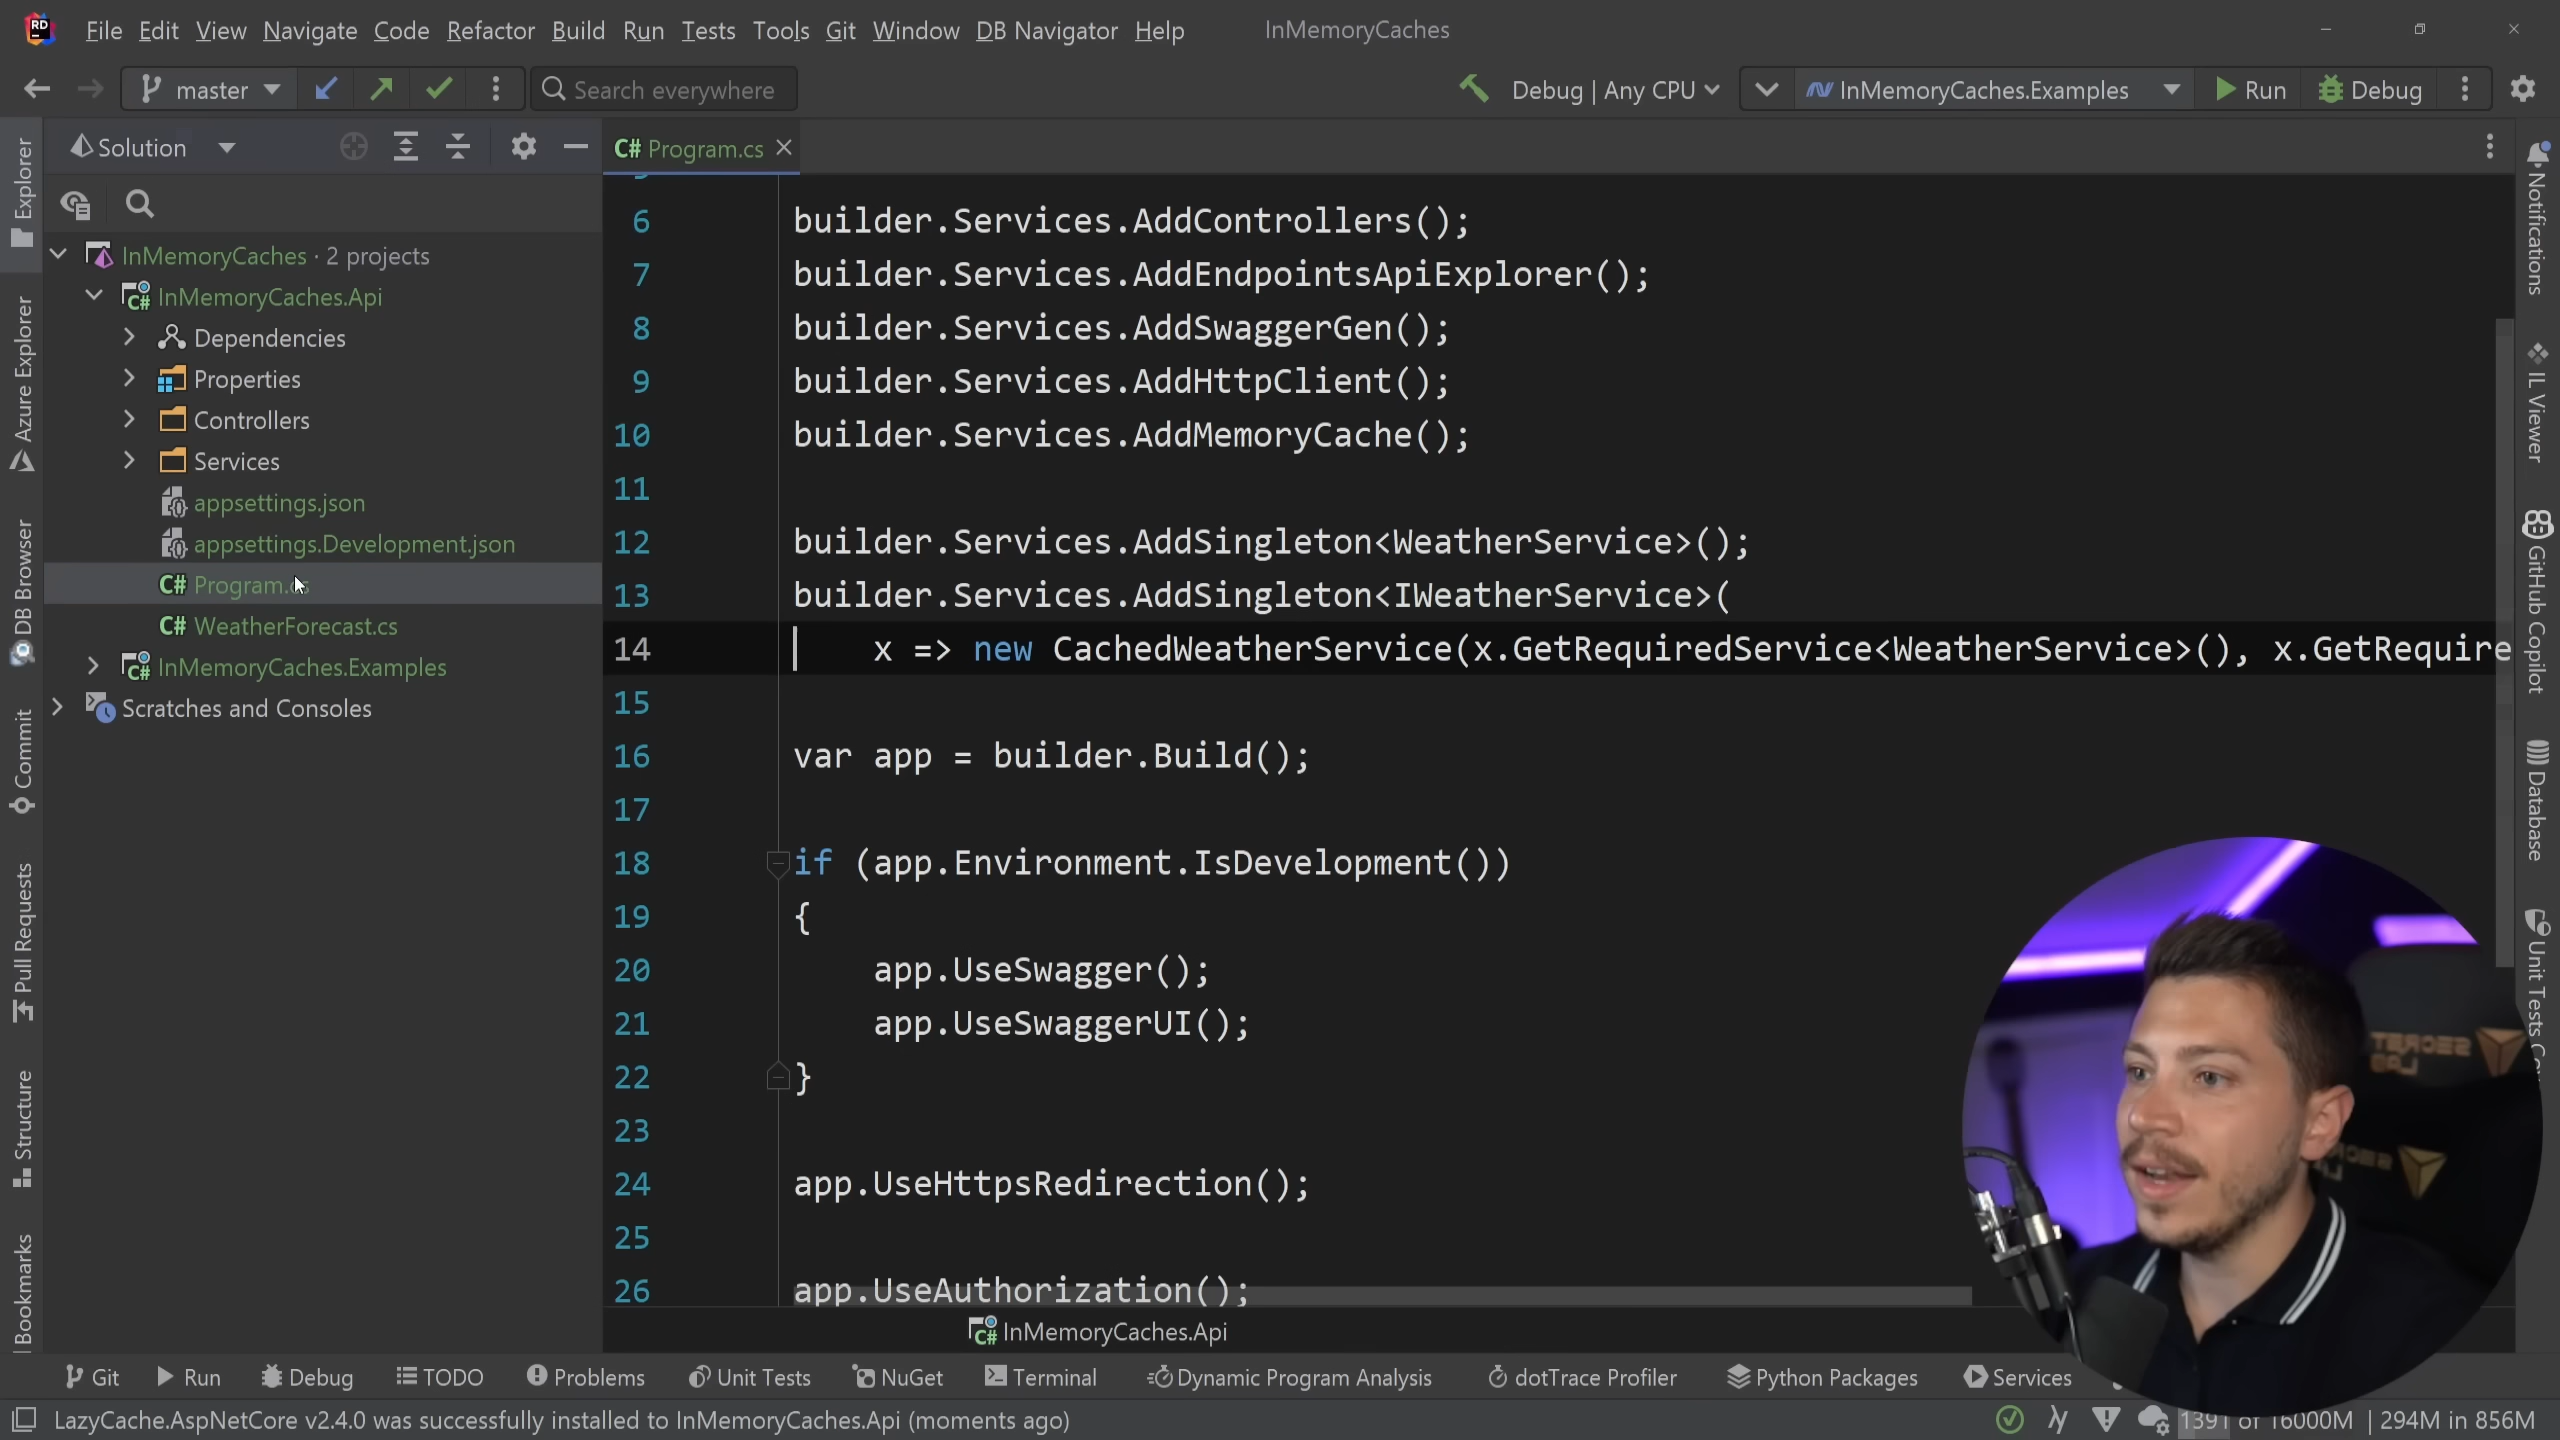 File Edit View Navigate Code Refactor Build Run Tests Tools Git Window DB Navigator Help InMemoryCaches
master Search everywhere Debug | Any CPU InMemoryCaches.Examples Run Debug
Solution
C# Program.cs
InMemoryCaches · 2 projects
InMemoryCaches.Api
Dependencies
Properties
Controllers
Services
appsettings.json
appsettings.Development.json
C# Program.cs
C# WeatherForecast.cs
InMemoryCaches.Examples
Scratches and Consoles
Explorer
Azure Explorer
DB Browser
Commit
Pull Requests
Structure
Bookmarks
6 builder.Services.AddControllers();
7 builder.Services.AddEndpointsApiExplorer();
8 builder.Services.AddSwaggerGen();
9 builder.Services.AddHttpClient();
10 builder.Services.AddMemoryCache();
11
12 builder.Services.AddSingleton<WeatherService>();
13 builder.Services.AddSingleton<IWeatherService>(
14 x => new CachedWeatherService(x.GetRequiredService<WeatherService>(), x.GetRequire
15
16 var app = builder.Build();
17
18 if (app.Environment.IsDevelopment())
19 {
20 app.UseSwagger();
21 app.UseSwaggerUI();
22 }
23
24 app.UseHttpsRedirection();
25
26 app.UseAuthorization();
InMemoryCaches.Api
Notifications
IL Viewer
GitHub Copilot
Database
Unit Tests
SECRET
LAB
Git Run Debug TODO Problems Unit Tests NuGet Terminal Dynamic Program Analysis dotTrace Profiler Python Packages Services
LazyCache.AspNetCore v2.4.0 was successfully installed to InMemoryCaches.Api (moments ago) 1391 of 16000M | 294M in 856M